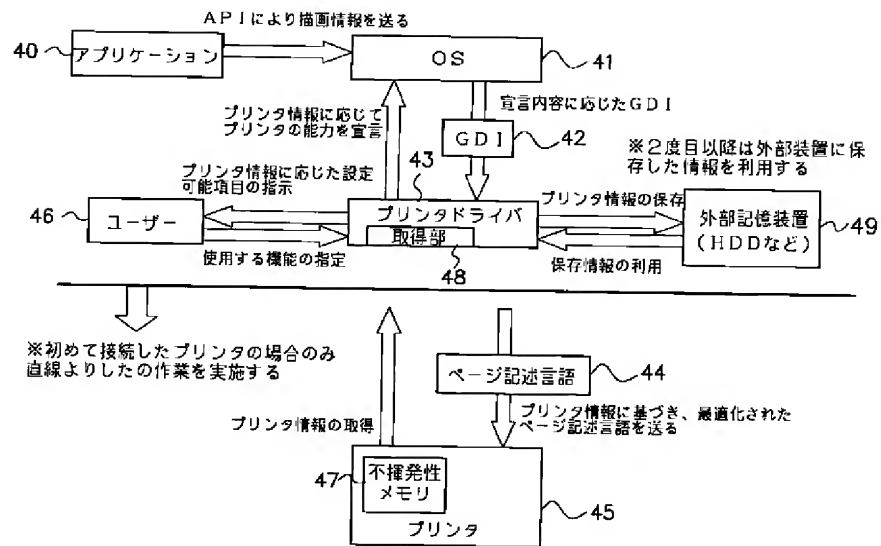 APIにより描画情報を送る
40
アプリケーション
OS
41
プリンタ情報に応じて
プリンタの能力を宣言
宣言内容に応じたGDI
GDI
42
※2度目以降は外部装置に保
存した情報を利用する
プリンタ情報に応じた設定
可能項目の指示
43
プリンタ情報の保存
46
ユーザー
プリンタドライバ
取得部
48
外部記憶装置
(HDDなど)
49
使用する機能の指定
保存情報の利用
※初めて接続したプリンタの場合のみ
直線よりしたの作業を実施する
ページ記述言語
44
プリンタ情報の取得
プリンタ情報に基づき、最適化された
ページ記述言語を送る
47
不揮発性
メモリ
プリンタ
45